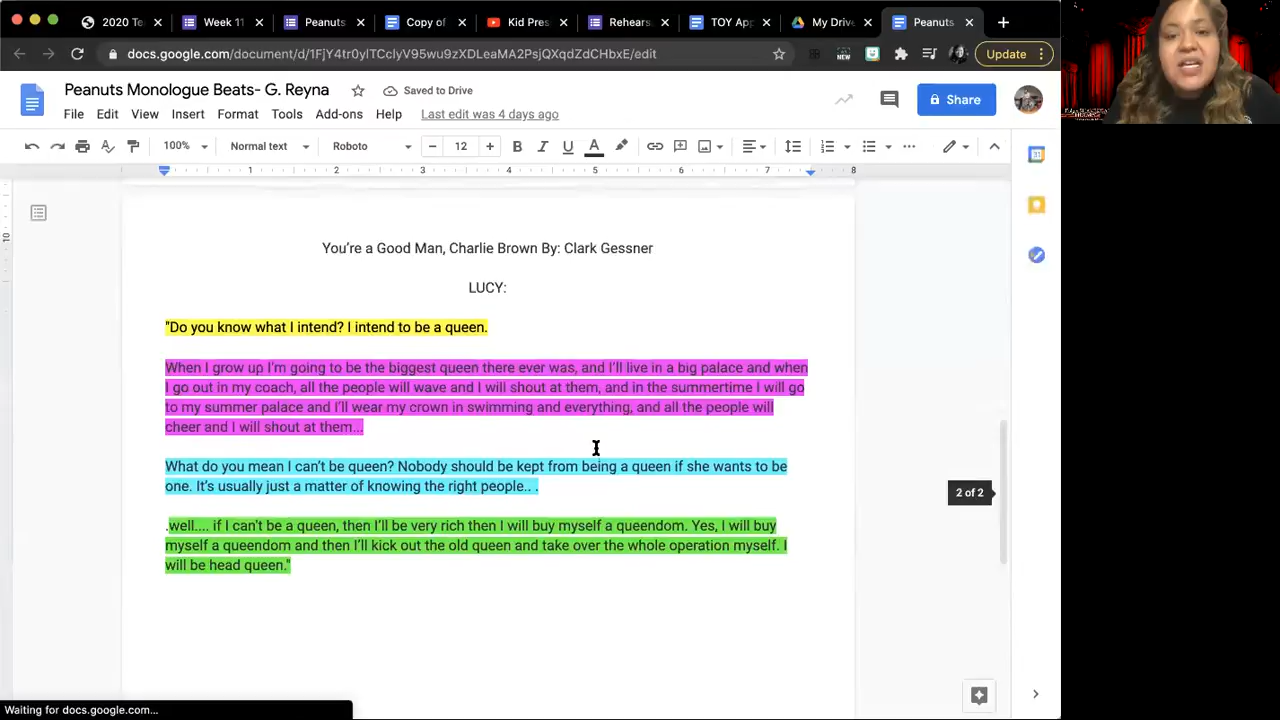 2020 Te
Week 11
Peanuts
Copy of
Kid Pres
Rehears
TOY App
My Drive
Peanuts
docs.google.com/document/d/1FjY4tr0yITCclyV95wu9zXDLeaMA2PsjQXqdZdCHbxE/edit
NEW
Update
Peanuts Monologue Beats- G. Reyna
Saved to Drive
Share
File Edit View Insert Format Tools Add-ons Help
Last edit was 4 days ago
100% Normal text Roboto 12 B I U A
1 2 3 4 5 6 7 8
10
You're a Good Man, Charlie Brown By: Clark Gessner
LUCY:
"Do you know what I intend? I intend to be a queen.
When I grow up I'm going to be the biggest queen there ever was, and I'll live in a big palace and when
I go out in my coach, all the people will wave and I will shout at them, and in the summertime I will go
to my summer palace and I'll wear my crown in swimming and everything, and all the people will
cheer and I will shout at them...
What do you mean I can't be queen? Nobody should be kept from being a queen if she wants to be
one. It's usually just a matter of knowing the right people.. .
.well.... if I can't be a queen, then I'll be very rich then I will buy myself a queendom. Yes, I will buy
myself a queendom and then I'll kick out the old queen and take over the whole operation myself. I
will be head queen."
2 of 2
Waiting for docs.google.com...